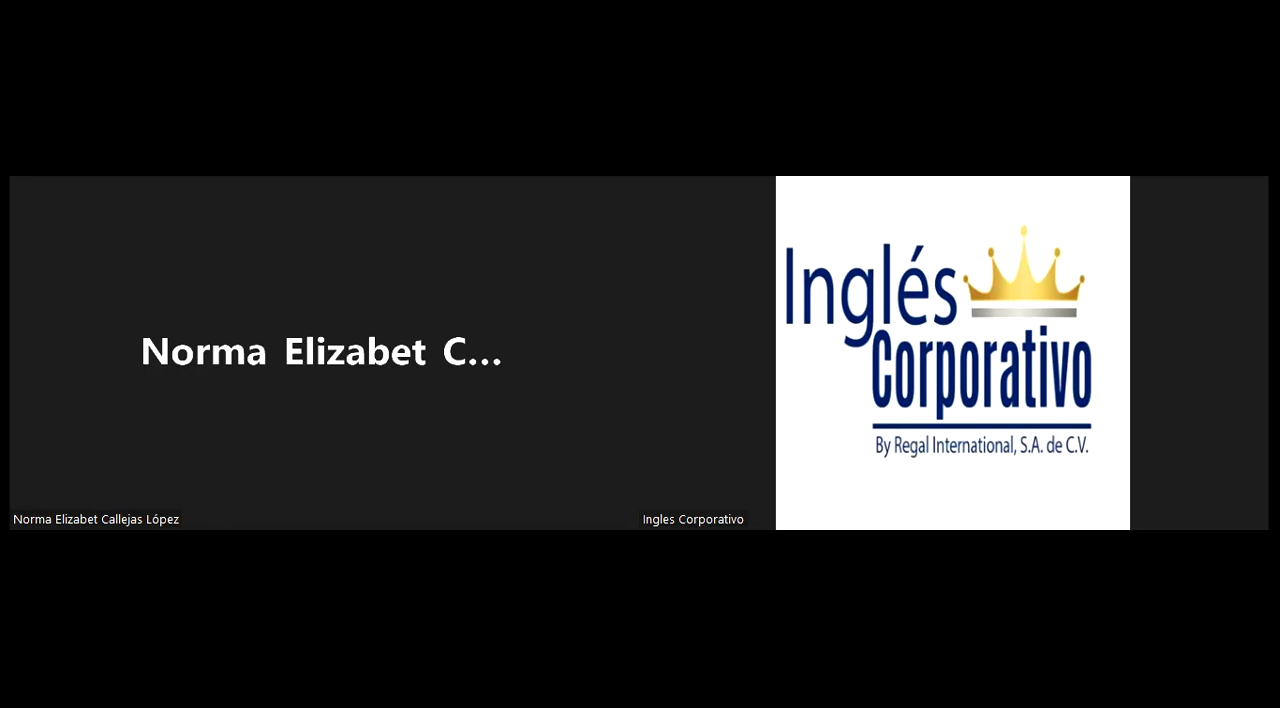 Norma Elizabet C...
Norma Elizabet Callejas López
Inglés
Corporativo
By Regal International, S.A. de C.V.
Ingles Corporativo